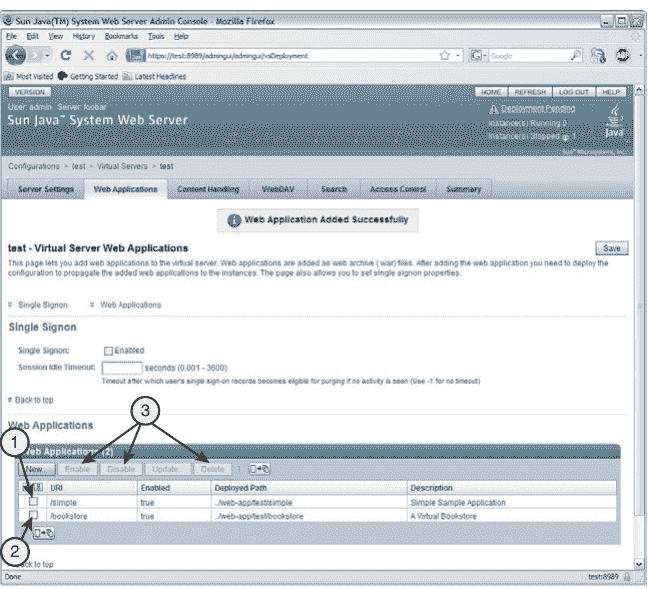 Sun Java(TM) System Web Server Admin Console - Mozilla Firefox
File Edit View History Bookmarks Tools Help
https://test:8989/admingui/admingui/vsDeployment
Google
Most Visited Getting Started Latest Headlines
VERSION HOME REFRESH LOG OUT HELP
User: admin Server: foobar
Deployment Pending
Sun Java™ System Web Server
Instance(s) Running 0
Instance(s) Stopped 1
Java
Sun™ Microsystems, Inc.
Configurations > test > Virtual Servers > test
Server Settings Web Applications Content Handling WebDAV Search Access Control Summary
Web Application Added Successfully
test - Virtual Server Web Applications
Save
This page lets you add web applications to the virtual server. Web applications are added as web archive (.war) files. After adding the web application you need to deploy the
configuration to propagate the added web applications to the instances. The page also allows you to set single signon properties.
Single Signon Web Applications
Single Signon
Single Signon: Enabled
Session Idle Timeout: seconds (0.001 - 3600)
Timeout after which user's single sign-on records becomes eligible for purging if no activity is seen (Use -1 for no timeout)
Back to top
3
Web Applications
1
Web Applications (2)
New... Enable Disable Update... Delete
URI Enabled Deployed Path Description
/simple true ../web-app/test/simple Simple Sample Application
/bookstore true ../web-app/test/bookstore A Virtual Bookstore
2
Back to top
Done test:8989